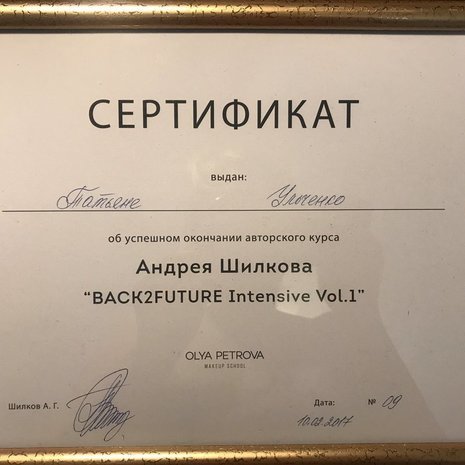 СЕРТИФИКАТ
выдан:
Татьяне Ульченко
об успешном окончании авторского курса
Андрея Шилкова
“BACK2FUTURE Intensive Vol.1”
OLYA PETROVA
MAKEUP SCHOOL
Шилков А. Г. Дата: № 09
10.02.2017